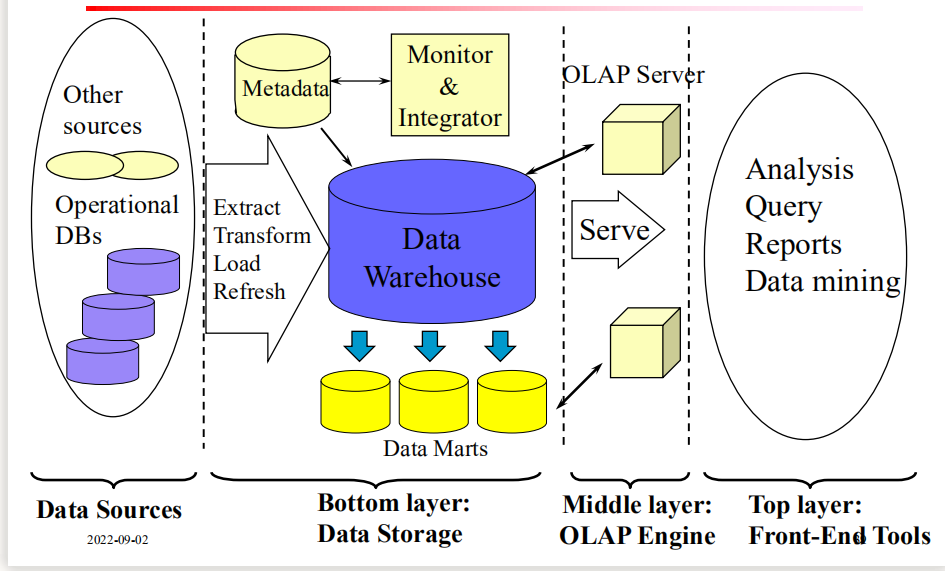 Other
sources
Operational
DBs
Metadata
Monitor
&
Integrator
Extract
Transform
Load
Refresh
Data
Warehouse
Data Marts
OLAP Server
Serve
Analysis
Query
Reports
Data mining
Data Sources
Bottom layer:
Data Storage
Middle layer:
OLAP Engine
Top layer:
Front-End Tools
2022-09-02